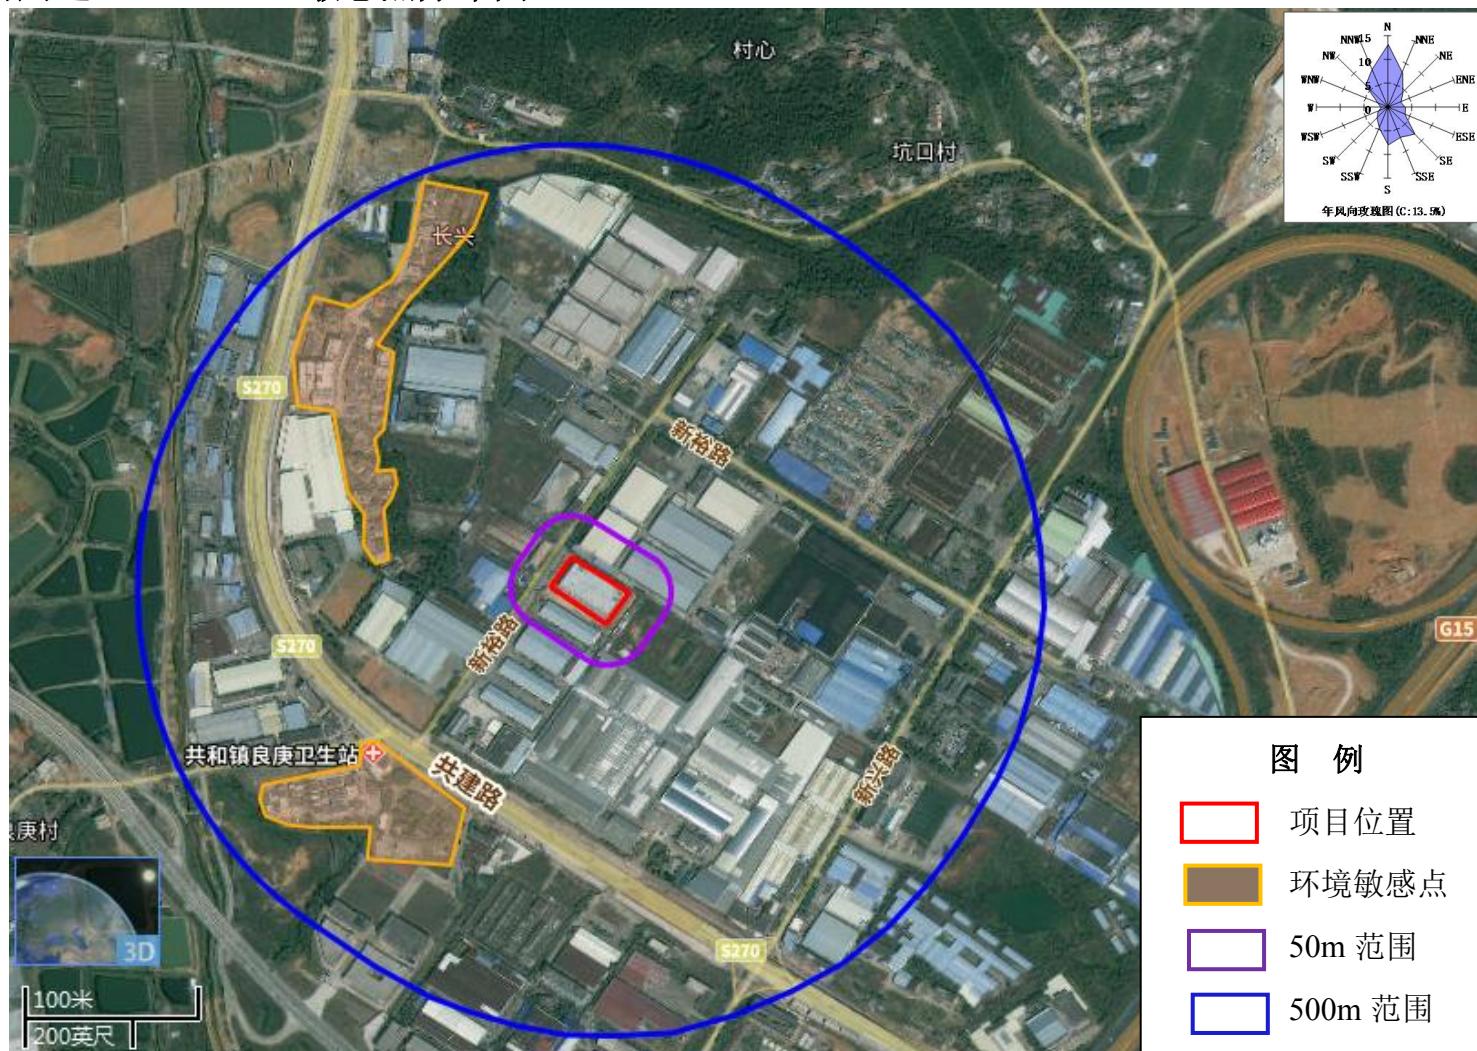 村心
坑口村
长兴
S270
新裕路
S270
新裕路
共和镇良庚卫生站
共建路
新兴路
良庚村
S270
G15
3D
100米
200英尺
N
NNE
NE
ENE
E
ESE
SE
SSE
S
SSW
SW
WSW
W
WNW
NW
NNW
15
10
5
0
年风向玫瑰图(C:13.5%)
图 例
项目位置
环境敏感点
50m 范围
500m 范围